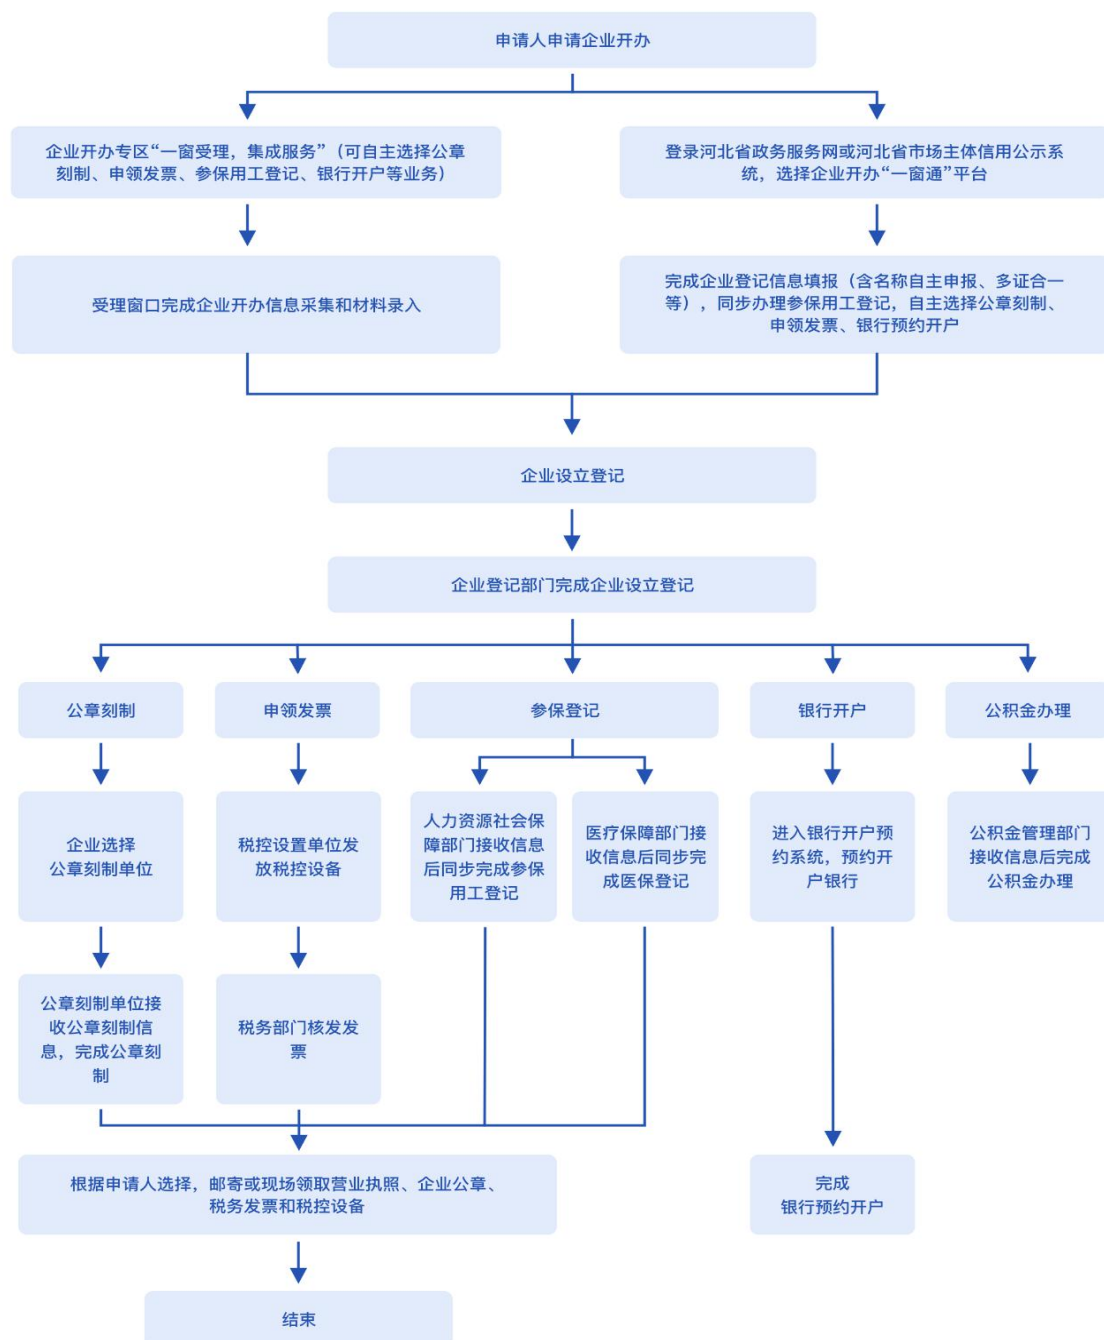 申请人申请企业开办
企业开办专区“一窗受理，集成服务”（可自主选择公章
刻制、申领发票、参保用工登记、银行开户等业务）
登录河北省政务服务网或河北省市场主体信用公示系
统，选择企业开办“一窗通”平台
受理窗口完成企业开办信息采集和材料录入
完成企业登记信息填报（含名称自主申报、多证合一
等），同步办理参保用工登记，自主选择公章刻制、
申领发票、银行预约开户
企业设立登记
企业登记部门完成企业设立登记
公章刻制
申领发票
参保登记
银行开户
公积金办理
企业选择
公章刻制单位
税控设置单位发
放税控设备
人力资源社会保
障部门接收信息
后同步完成参保
用工登记
医疗保障部门接
收信息后同步完
成医保登记
进入银行开户预
约系统，预约开
户银行
公积金管理部门
接收信息后完成
公积金办理
公章刻制单位接
收公章刻制信
息，完成公章刻
制
税务部门核发发
票
根据申请人选择，邮寄或现场领取营业执照、企业公章、
税务发票和税控设备
完成
银行预约开户
结束